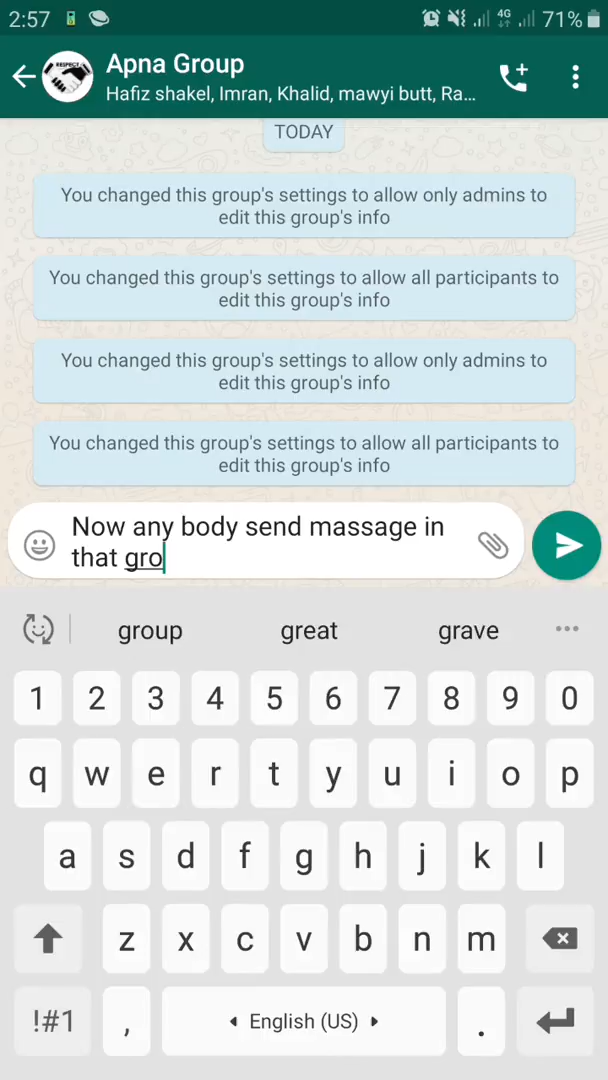 2:57 4G 71%
RESPECT
Apna Group
Hafiz shakel, Imran, Khalid, mawyi butt, Ra...
TODAY
You changed this group's settings to allow only admins to
edit this group's info
You changed this group's settings to allow all participants to
edit this group's info
You changed this group's settings to allow only admins to
edit this group's info
You changed this group's settings to allow all participants to
edit this group's info
Now any body send massage in
that gro
group great grave
1 2 3 4 5 6 7 8 9 0
q w e r t y u i o p
a s d f g h j k l
z x c v b n m
!#1 , English (US) .